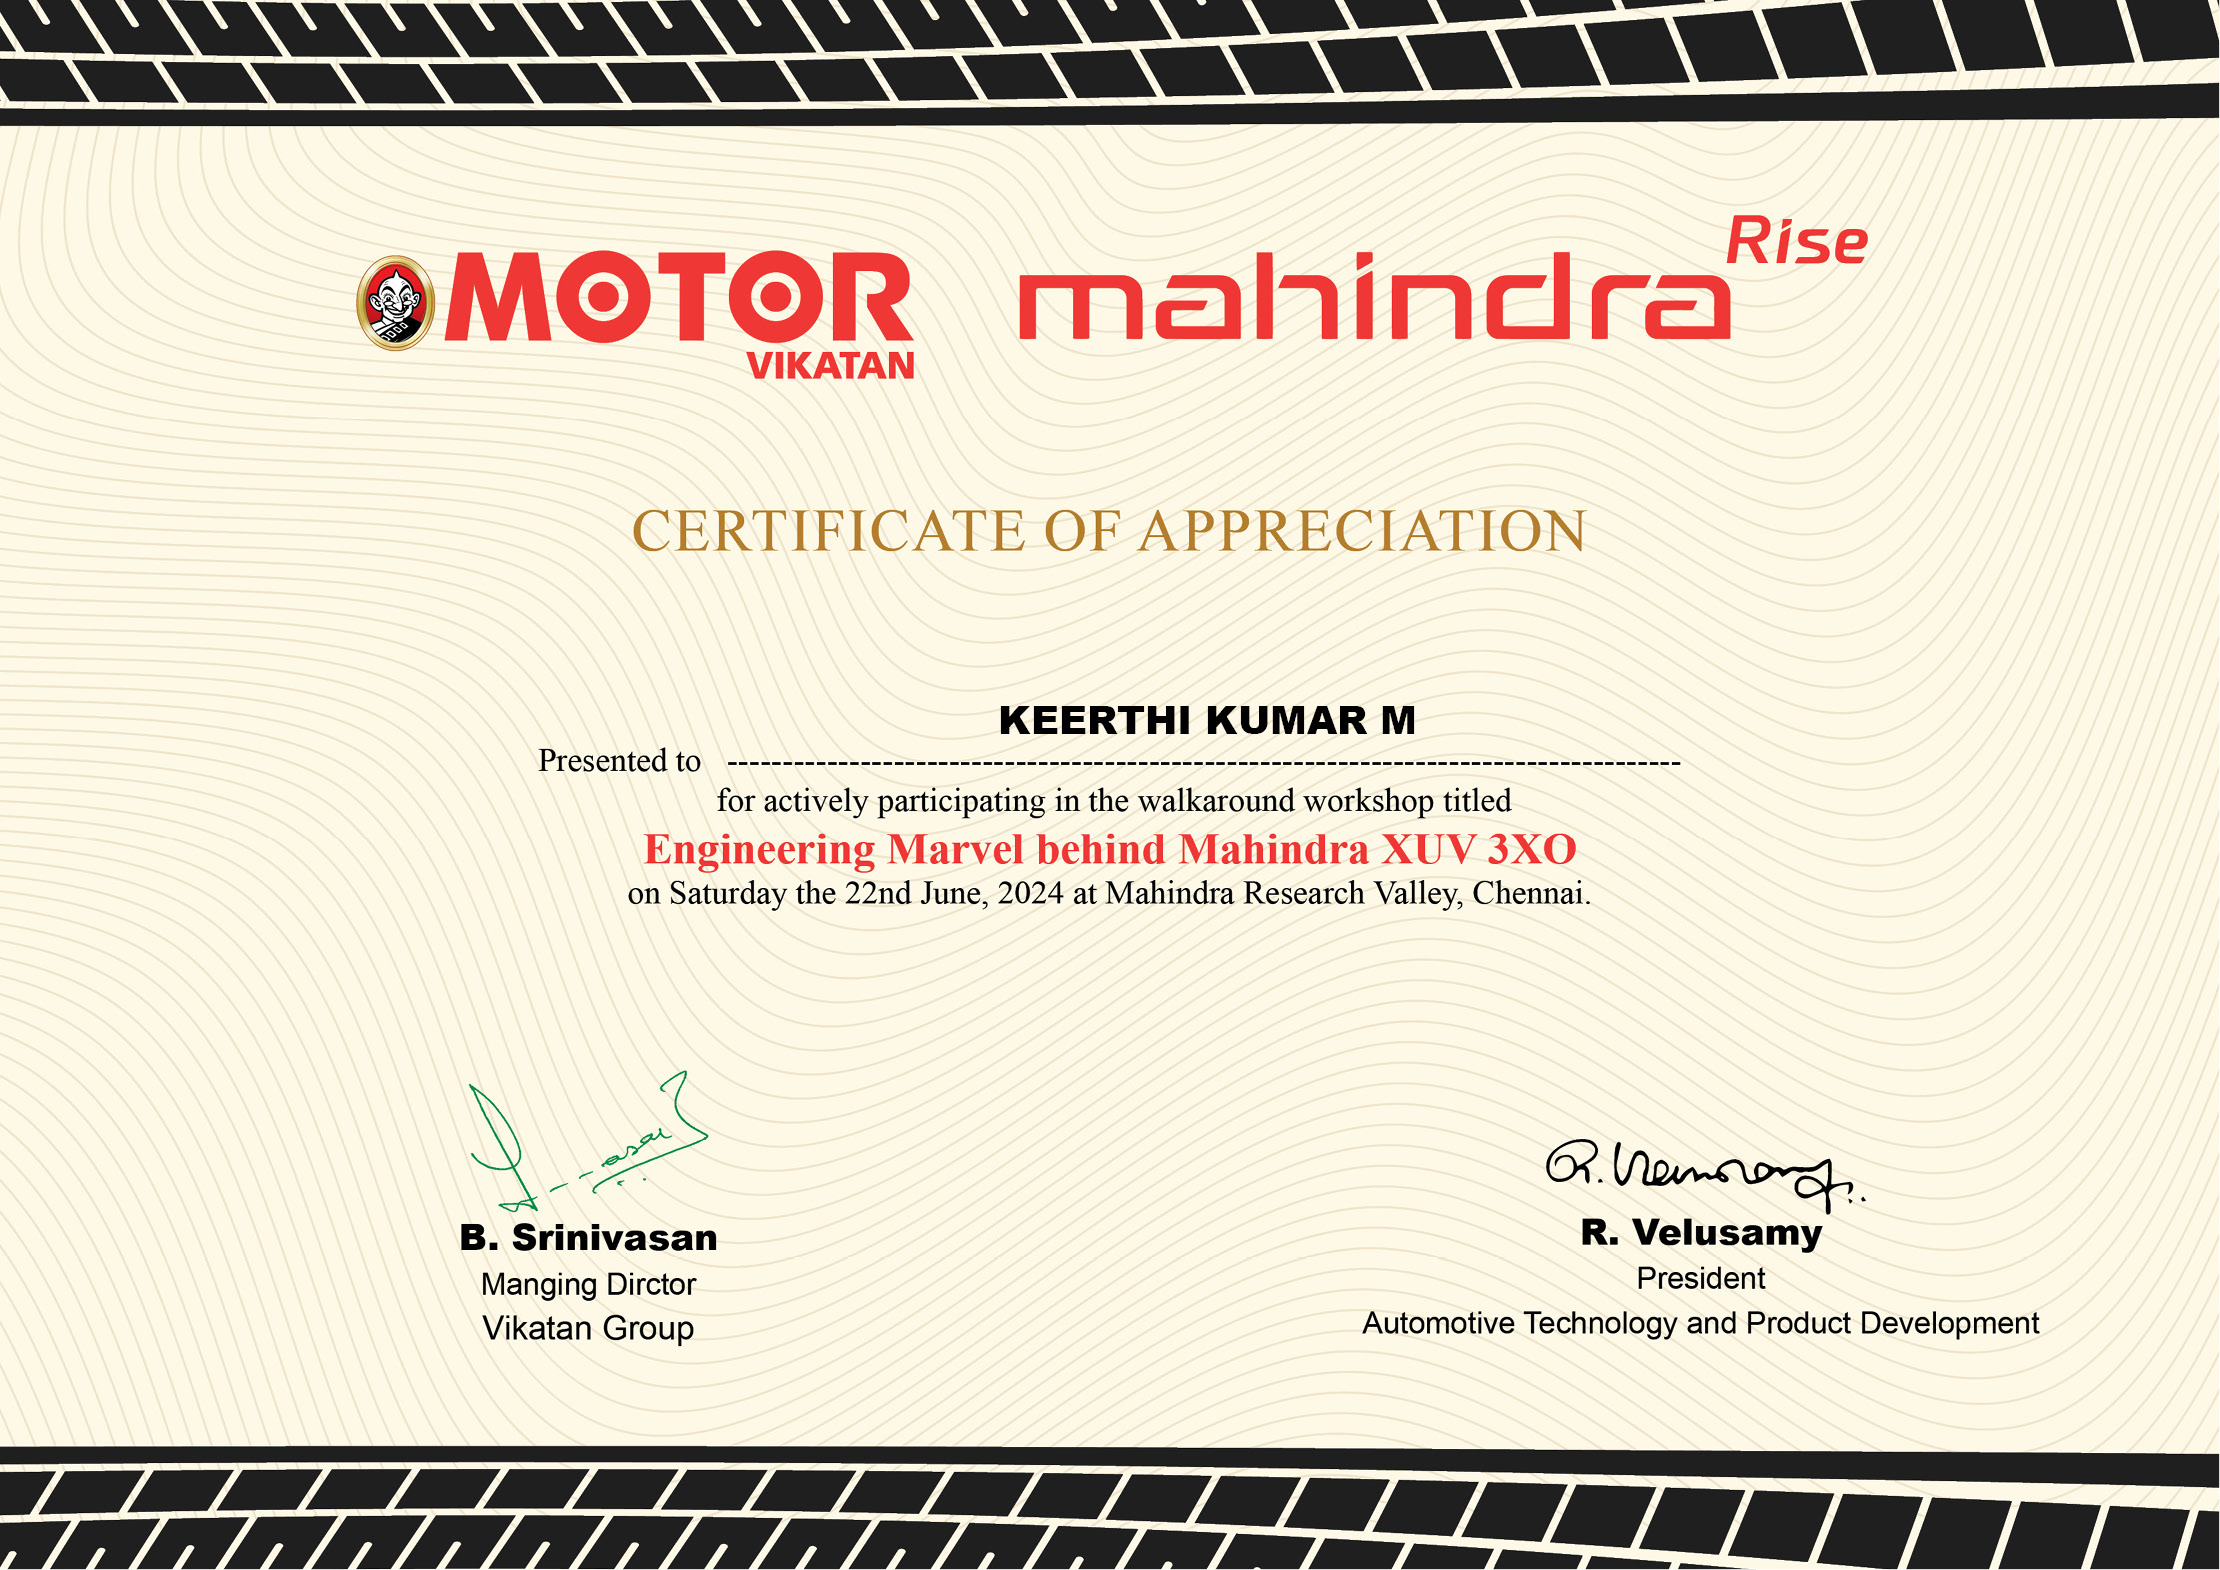 MOTOR
VIKATAN
mahindra Rise
CERTIFICATE OF APPRECIATION
KEERTHI KUMAR M
Presented to --------------------------------------------------------------------------------------
for actively participating in the walkaround workshop titled
Engineering Marvel behind Mahindra XUV 3XO
on Saturday the 22nd June, 2024 at Mahindra Research Valley, Chennai.
B. Srinivasan
Manging Dirctor
Vikatan Group
R. Velusamy
President
Automotive Technology and Product Development